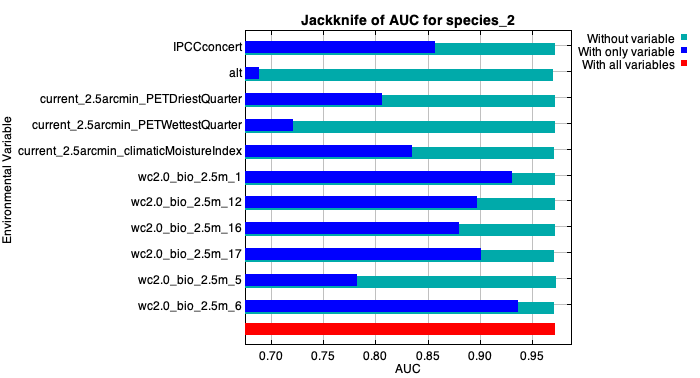 Jackknife of AUC for species_2
Without variable
With only variable
With all variables
Environmental Variable
IPCCconcert
alt
current_2.5arcmin_PETDriestQuarter
current_2.5arcmin_PETWettestQuarter
current_2.5arcmin_climaticMoistureIndex
wc2.0_bio_2.5m_1
wc2.0_bio_2.5m_12
wc2.0_bio_2.5m_16
wc2.0_bio_2.5m_17
wc2.0_bio_2.5m_5
wc2.0_bio_2.5m_6
0.70 0.75 0.80 0.85 0.90 0.95
AUC